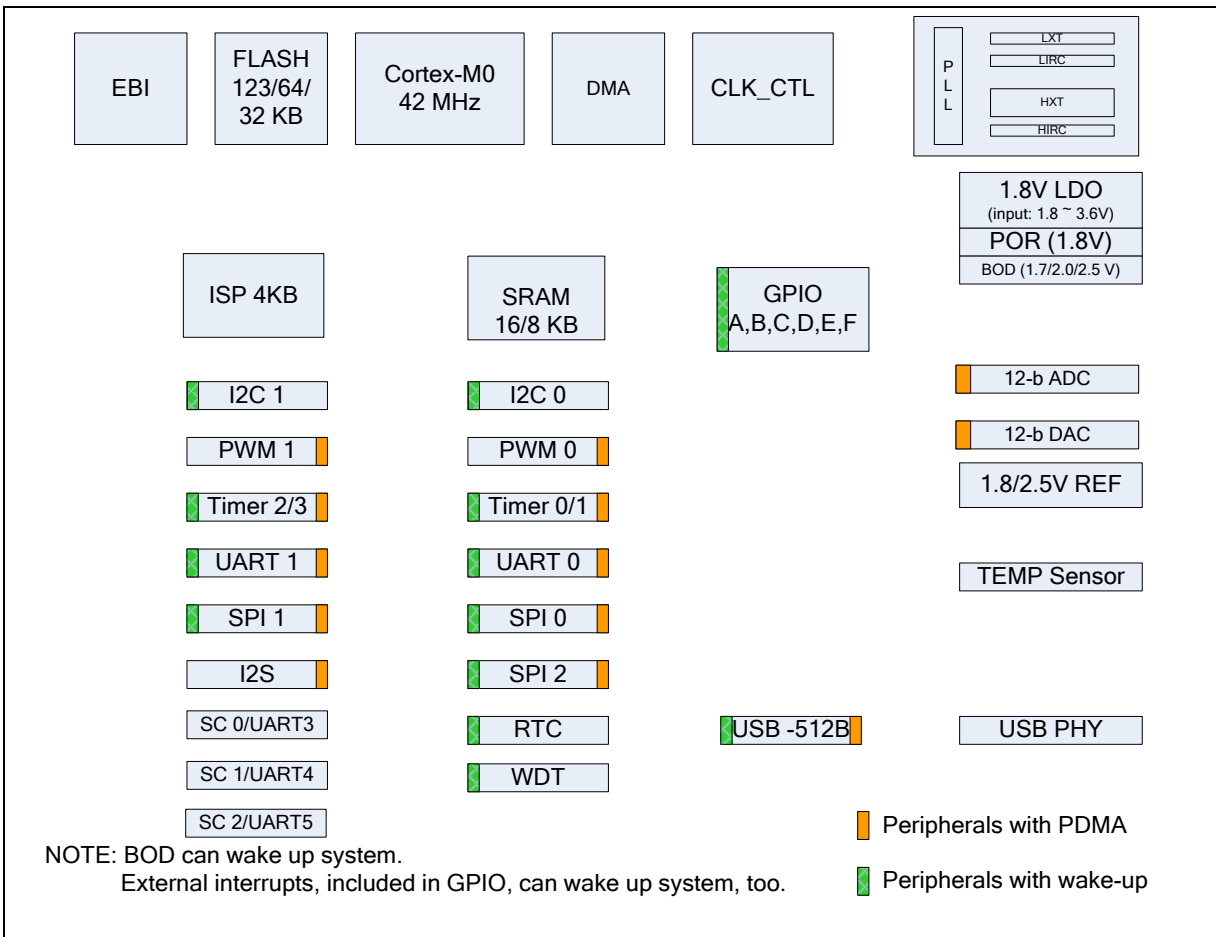 EBI
FLASH
123/64/
32 KB
Cortex-M0
42 MHz
DMA
CLK_CTL
P
L
L
LXT
LIRC
HXT
HIRC
1.8V LDO
(input: 1.8 ~ 3.6V)
POR (1.8V)
BOD (1.7/2.0/2.5 V)
ISP 4KB
SRAM
16/8 KB
GPIO
A,B,C,D,E,F
I2C 1
I2C 0
12-b ADC
PWM 1
PWM 0
12-b DAC
1.8/2.5V REF
Timer 2/3
Timer 0/1
UART 1
UART 0
TEMP Sensor
SPI 1
SPI 0
I2S
SPI 2
SC 0/UART3
RTC
USB -512B
USB PHY
SC 1/UART4
WDT
SC 2/UART5
Peripherals with PDMA
NOTE: BOD can wake up system.
External interrupts, included in GPIO, can wake up system, too.
Peripherals with wake-up